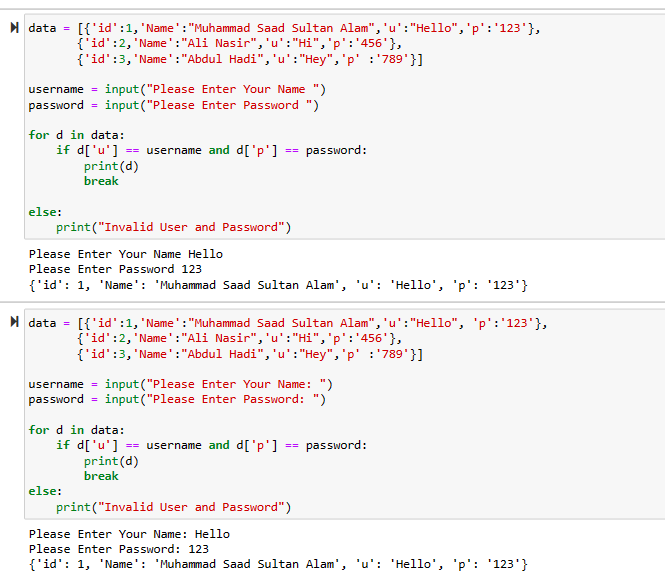 data = [{'id':1,'Name':"Muhammad Saad Sultan Alam",'u':"Hello",'p':'123'},
       {'id':2,'Name':"Ali Nasir",'u':"Hi",'p':'456'},
       {'id':3,'Name':"Abdul Hadi",'u':"Hey",'p' :'789'}]
username = input("Please Enter Your Name ")
password = input("Please Enter Password ")
for d in data:
    if d['u'] == username and d['p'] == password:
        print(d)
        break
else:
    print("Invalid User and Password")
Please Enter Your Name Hello
Please Enter Password 123
{'id': 1, 'Name': 'Muhammad Saad Sultan Alam', 'u': 'Hello', 'p': '123'}
data = [{'id':1,'Name':"Muhammad Saad Sultan Alam",'u':"Hello", 'p':'123'},
       {'id':2,'Name':"Ali Nasir",'u':"Hi",'p':'456'},
       {'id':3,'Name':"Abdul Hadi",'u':"Hey",'p' :'789'}]
username = input("Please Enter Your Name: ")
password = input("Please Enter Password: ")
for d in data:
    if d['u'] == username and d['p'] == password:
        print(d)
        break
else:
    print("Invalid User and Password")
Please Enter Your Name: Hello
Please Enter Password: 123
{'id': 1, 'Name': 'Muhammad Saad Sultan Alam', 'u': 'Hello', 'p': '123'}